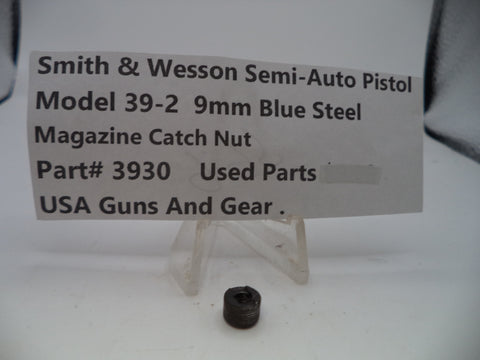 Smith & Wesson Semi-Auto Pistol
Model 39-2 9mm Blue Steel
Magazine Catch Nut
Part# 3930 Used Parts
USA Guns And Gear .